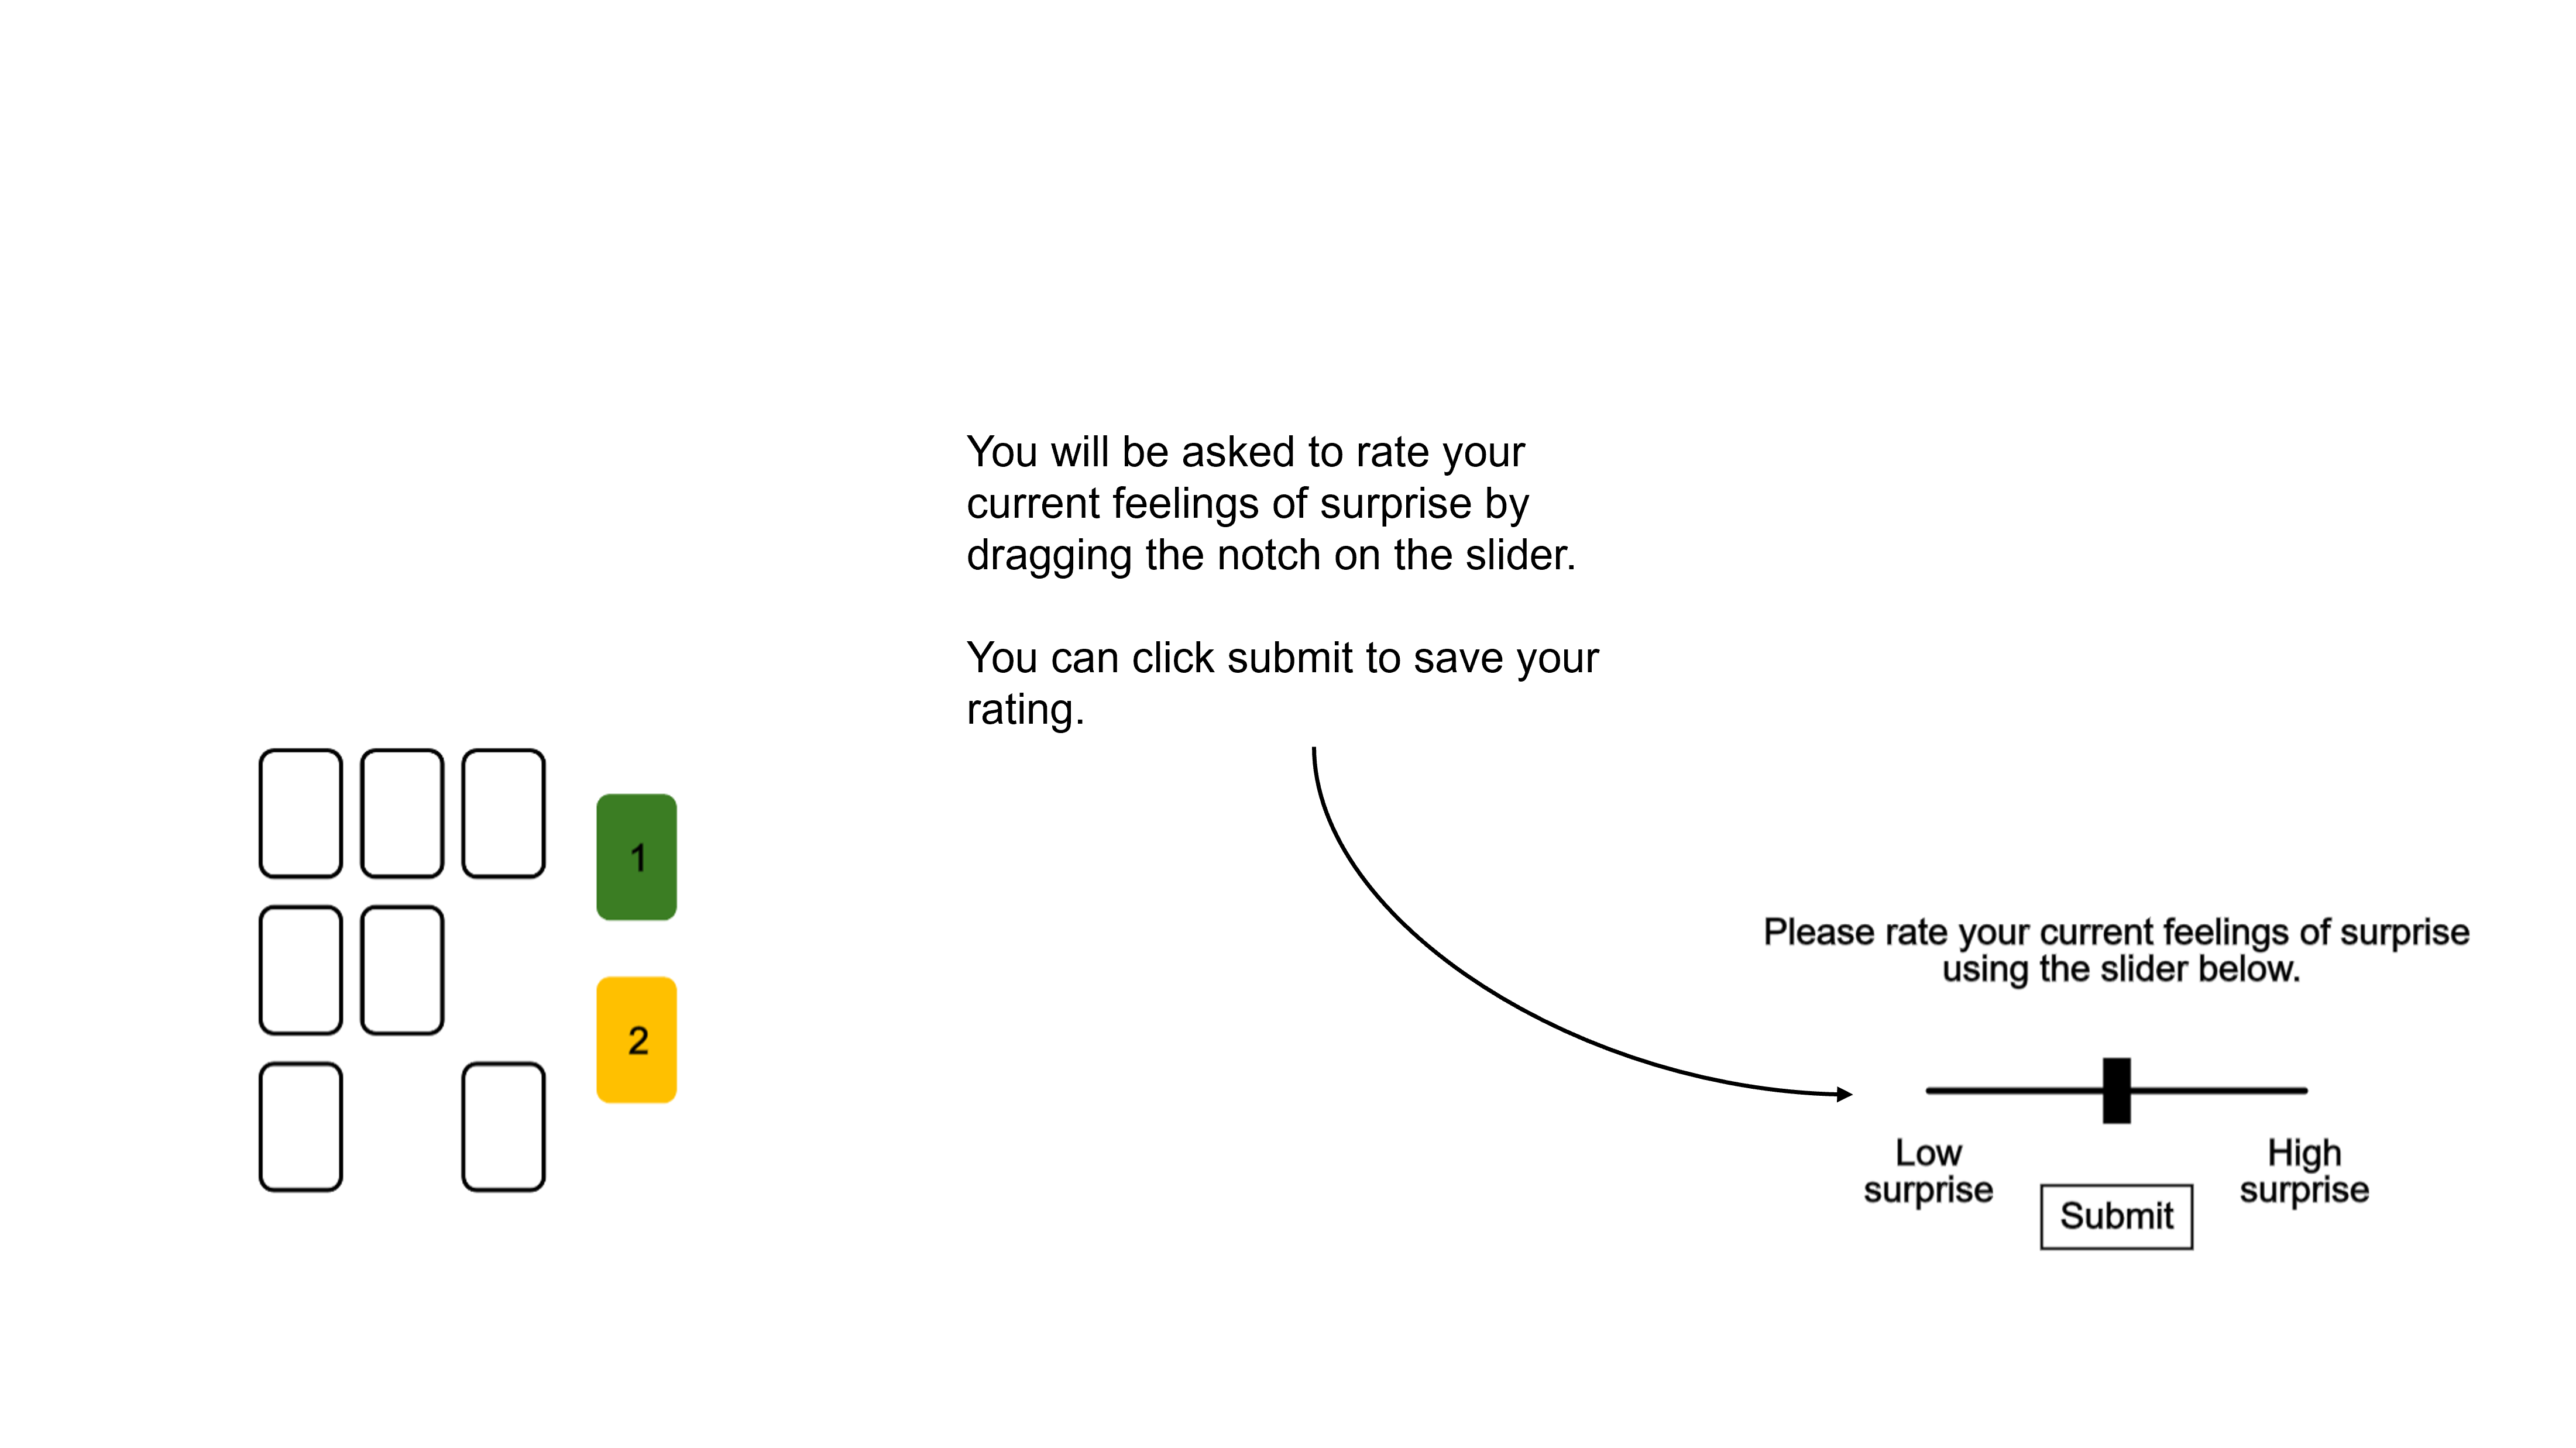 You will be asked to rate your
current feelings of surprise by
dragging the notch on the slider.
You can click submit to save your
rating.
1
2
Please rate your current feelings of surprise
using the slider below.
Low
surprise
High
surprise
Submit